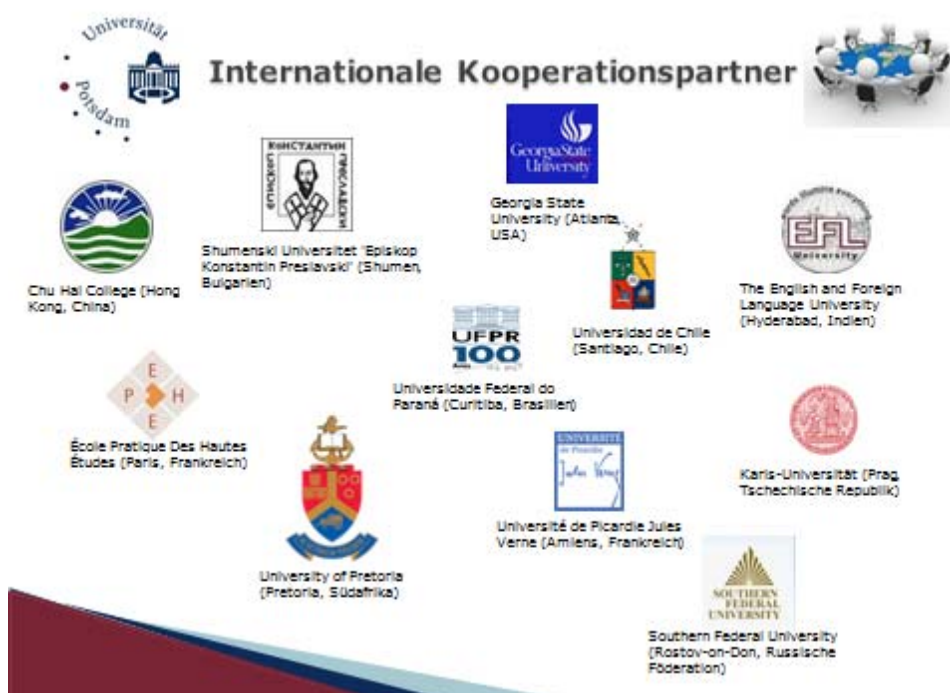 Universität
Potsdam
Internationale Kooperationspartner
GeorgiaState
University
Georgia State
University (Atlanta,
USA)
КОНСТАНТИН
ЕПИСКОП
ПРЕСЛАВСКИ
Shumenski Universitet "Episkop
Konstantin Preslavski" (Shumen,
Bulgarien)
Chu Hai College (Hong
Kong, China)
EFL
University
The English and Foreign
Language University
(Hyderabad, Indien)
Universidad de Chile
(Santiago, Chile)
UFPR
100
Universidade Federal do
Paraná (Curitiba, Brasilien)
E
P H
E
École Pratique Des Hautes
Études (Paris, Frankreich)
Karls-Universität (Prag,
Tschechische Republik)
UNIVERSITÉ
de Picardie
Jules Verne
Université de Picardie Jules
Verne (Amiens, Frankreich)
University of Pretoria
(Pretoria, Südafrika)
SOUTHERN
FEDERAL
UNIVERSITY
Southern Federal University
(Rostov-on-Don, Russische
Föderation)